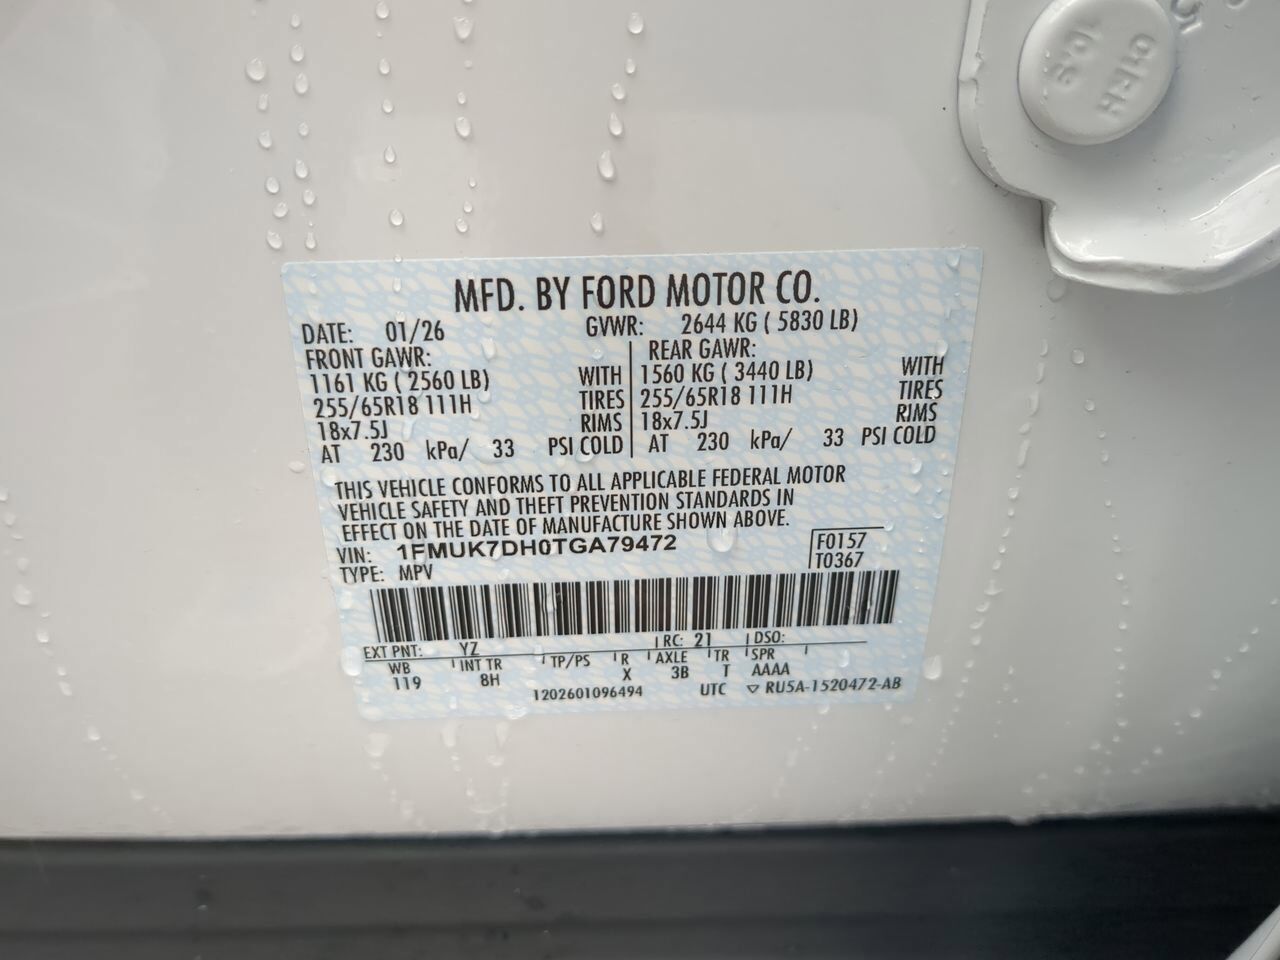 CTFH
10.9
MFD. BY FORD MOTOR CO.
DATE: 01/26 GVWR: 2644 KG ( 5830 LB)
FRONT GAWR: REAR GAWR:
1161 KG ( 2560 LB) WITH 1560 KG ( 3440 LB) WITH
255/65R18 111H TIRES 255/65R18 111H TIRES
18x7.5J RIMS 18x7.5J RIMS
AT 230 kPa/ 33 PSI COLD AT 230 kPa/ 33 PSI COLD
THIS VEHICLE CONFORMS TO ALL APPLICABLE FEDERAL MOTOR
VEHICLE SAFETY AND THEFT PREVENTION STANDARDS IN
EFFECT ON THE DATE OF MANUFACTURE SHOWN ABOVE.
VIN: 1FMUK7DH0TGA79472 F0157
TYPE: MPV T0367
EXT PNT: YZ RC: 21 DSO:
WB INT TR TP/PS R AXLE TR SPR
119 8H X 3B T AAAA
1202601096494 UTC ▽ RU5A-1520472-AB